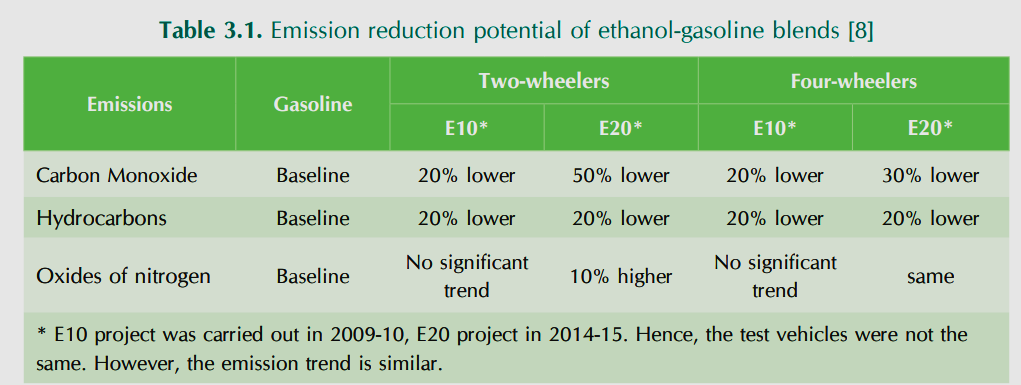 Table 3.1. Emission reduction potential of ethanol-gasoline blends [8]
Emissions Gasoline Two-wheelers Four-wheelers
E10* E20* E10* E20*
Carbon Monoxide Baseline 20% lower 50% lower 20% lower 30% lower
Hydrocarbons Baseline 20% lower 20% lower 20% lower 20% lower
Oxides of nitrogen Baseline No significant trend 10% higher No significant trend same
* E10 project was carried out in 2009-10, E20 project in 2014-15. Hence, the test vehicles were not the
same. However, the emission trend is similar.